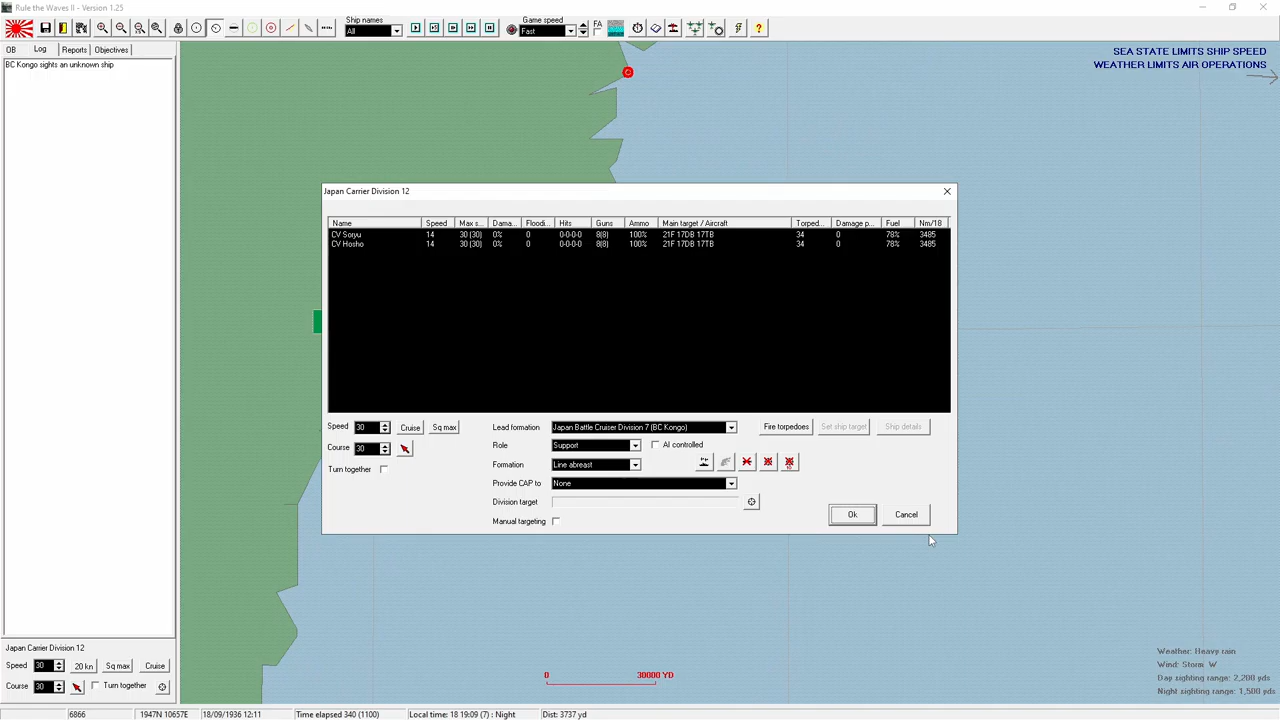 Rule the Waves II - Version 1.25
Ship names
All
Game speed
Fast
FA
OB Log Reports Objectives
BC Kongo sights an unknown ship
SEA STATE LIMITS SHIP SPEED
WEATHER LIMITS AIR OPERATIONS
Japan Carrier Division 12
Name Speed Max s... Dama... Floodi... Hits Guns Ammo Main target / Aircraft Torped... Damage p... Fuel Nm/18
CV Soryu 14 30 (30) 0% 0 0-0-0-0 8(8) 100% 21F 17DB 17TB 34 0 78% 3485
CV Hosho 14 30 (30) 0% 0 0-0-0-0 8(8) 100% 21F 17DB 17TB 34 0 78% 3485
Speed 30 Cruise Sq max
Course 30
Turn together
Lead formation Japan Battle Cruiser Division 7 (BC Kongo)
Role Support AI controlled
Formation Line abreast
Provide CAP to None
Division target
Manual targeting
Fire torpedoes Set ship target Ship details
Ok Cancel
Japan Carrier Division 12
Speed 30 20 kn Sq max Cruise
Course 30 Turn together
0 30000 YD
Weather: Heavy rain
Wind: Storm W
Day sighting range: 2,200 yds
Night sighting range: 1,500 yds
6866 1947N 10657E 18/09/1936 12:11 Time elapsed 340 (1100) Local time: 18 19:09 (7) : Night Dist: 3737 yd